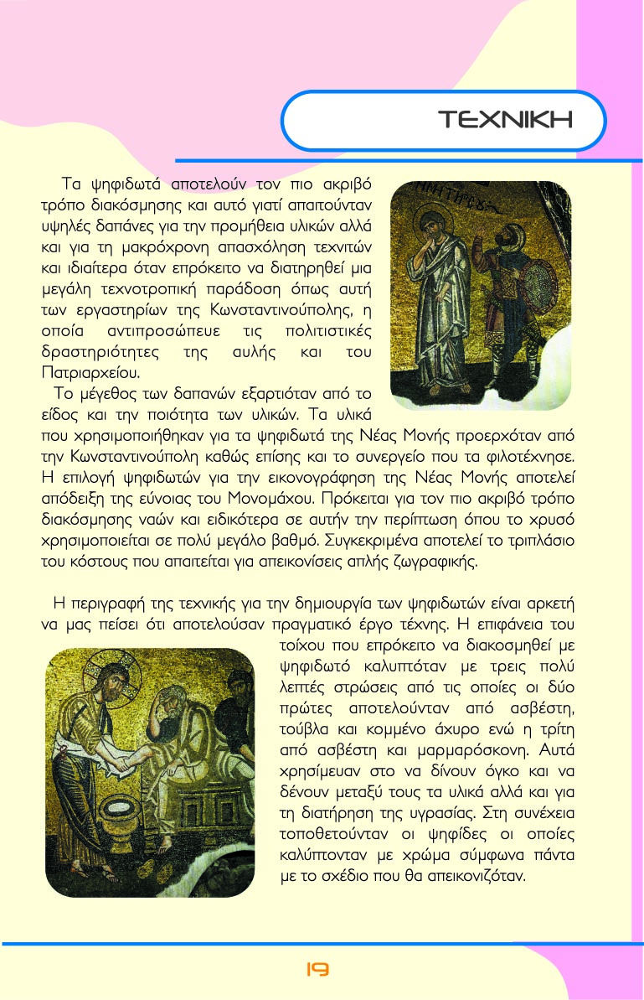 ΤΕΧΝΙΚΗ
Τα ψηφιδωτά αποτελούν τον πιο ακριβό
τρόπο διακόσμησης και αυτό γιατί απαιτούνταν
υψηλές δαπάνες για την προμήθεια υλικών αλλά
και για τη μακρόχρονη απασχόληση τεχνιτών
και ιδιαίτερα όταν επρόκειτο να διατηρηθεί μια
μεγάλη τεχνοτροπική παράδοση όπως αυτή
των εργαστηρίων της Κωνσταντινούπολης, η
οποία αντιπροσώπευε τις πολιτιστικές
δραστηριότητες της αυλής και του
Πατριαρχείου.
Το μέγεθος των δαπανών εξαρτιόταν από το
είδος και την ποιότητα των υλικών. Τα υλικά
που χρησιμοποιήθηκαν για τα ψηφιδωτά της Νέας Μονής προερχόταν από
την Κωνσταντινούπολη καθώς επίσης και το συνεργείο που τα φιλοτέχνησε.
Η επιλογή ψηφιδωτών για την εικονογράφηση της Νέας Μονής αποτελεί
απόδειξη της εύνοιας του Μονομάχου. Πρόκειται για τον πιο ακριβό τρόπο
διακόσμησης ναών και ειδικότερα σε αυτήν την περίπτωση όπου το χρυσό
χρησιμοποιείται σε πολύ μεγάλο βαθμό. Συγκεκριμένα αποτελεί το τριπλάσιο
του κόστους που απαιτείται για απεικονίσεις απλής ζωγραφικής.
Η περιγραφή της τεχνικής για την δημιουργία των ψηφιδωτών είναι αρκετή
να μας πείσει ότι αποτελούσαν πραγματικό έργο τέχνης. Η επιφάνεια του
τοίχου που επρόκειτο να διακοσμηθεί με
ψηφιδωτό καλυπτόταν με τρεις πολύ
λεπτές στρώσεις από τις οποίες οι δύο
πρώτες αποτελούνταν από ασβέστη,
τούβλα και κομμένο άχυρο ενώ η τρίτη
από ασβέστη και μαρμαρόσκονη. Αυτά
χρησίμευαν στο να δίνουν όγκο και να
δένουν μεταξύ τους τα υλικά αλλά και για
τη διατήρηση της υγρασίας. Στη συνέχεια
τοποθετούνταν οι ψηφίδες οι οποίες
καλύπτονταν με χρώμα σύμφωνα πάντα
με το σχέδιο που θα απεικονιζόταν.
19